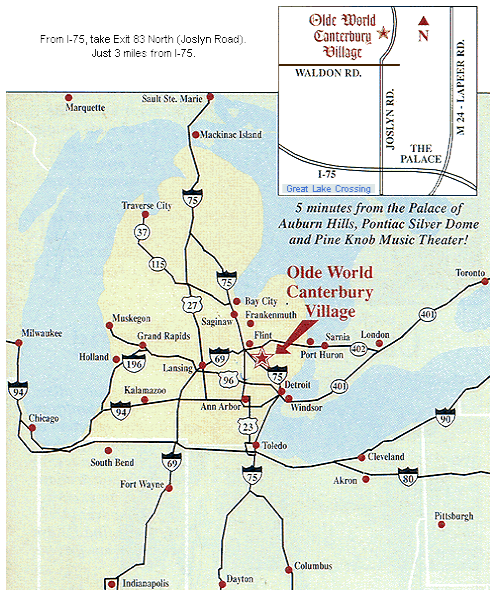 From I-75, take Exit 83 North (Joslyn Road).
Just 3 miles from I-75.
Olde World
Canterbury
Village
N
WALDON RD.
JOSLYN RD.
M 24 - LAPEER RD.
THE
PALACE
I-75
Great Lake Crossing
5 minutes from the Palace of
Auburn Hills, Pontiac Silver Dome
and Pine Knob Music Theater!
Marquette
Sault Ste. Marie
Mackinac Island
75
Traverse City
37
115
75
27
Bay City
Frankenmuth
Saginaw
Flint
Olde World
Canterbury
Village
Toronto
401
Sarnia
London
Port Huron
402
Muskegon
Grand Rapids
Milwaukee
Holland
196
69
Lansing
96
75
Detroit
401
94
Kalamazoo
94
Ann Arbor
Windsor
Chicago
23
90
Toledo
South Bend
69
75
Cleveland
Akron
80
Fort Wayne
Pittsburgh
Indianapolis
Dayton
Columbus